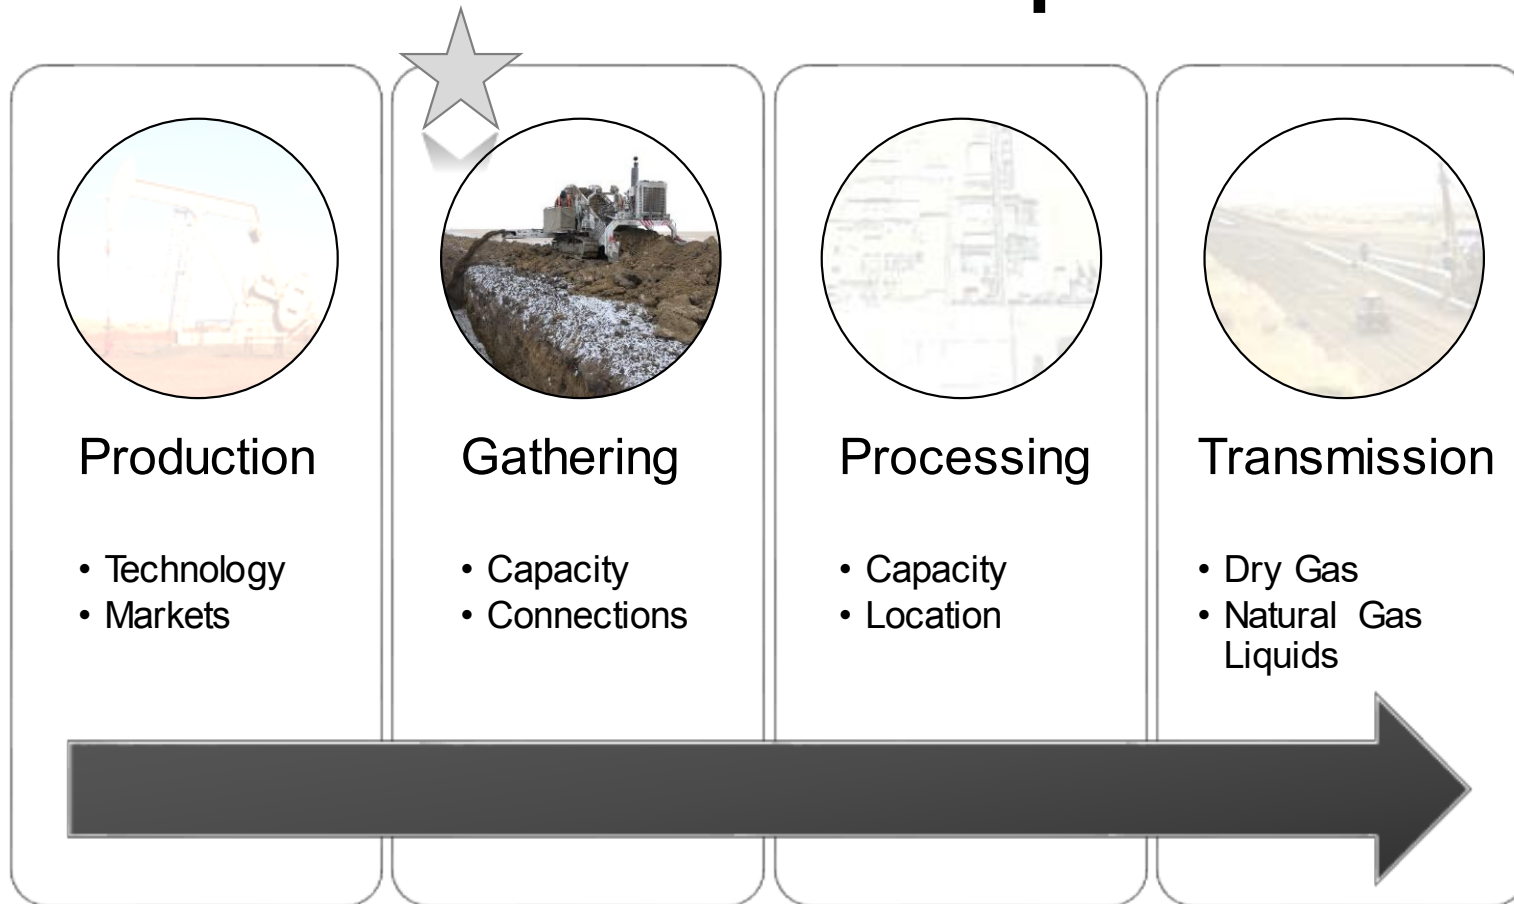 Production
Gathering
Processing
Transmission
• Technology
• Markets
• Capacity
• Connections
• Capacity
• Location
• Dry Gas
• Natural Gas
Liquids